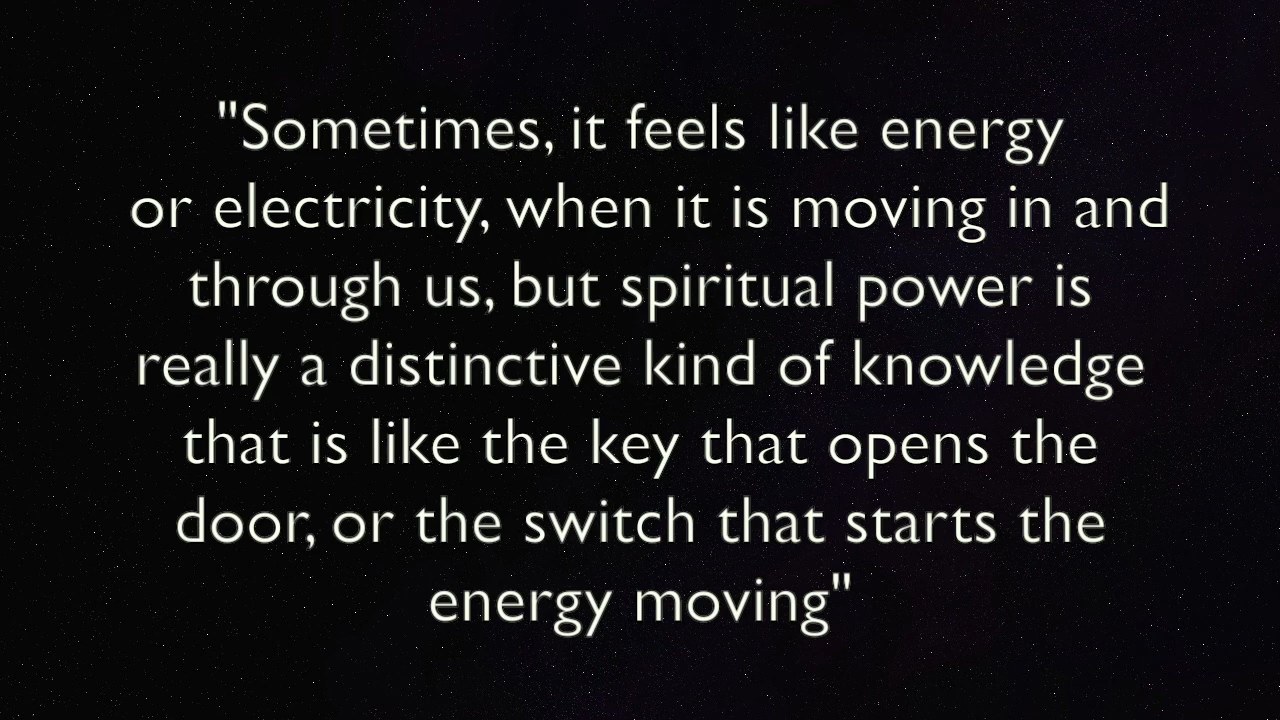 "Sometimes, it feels like energy
or electricity, when it is moving in and
through us, but spiritual power is
really a distinctive kind of knowledge
that is like the key that opens the
door, or the switch that starts the
energy moving"